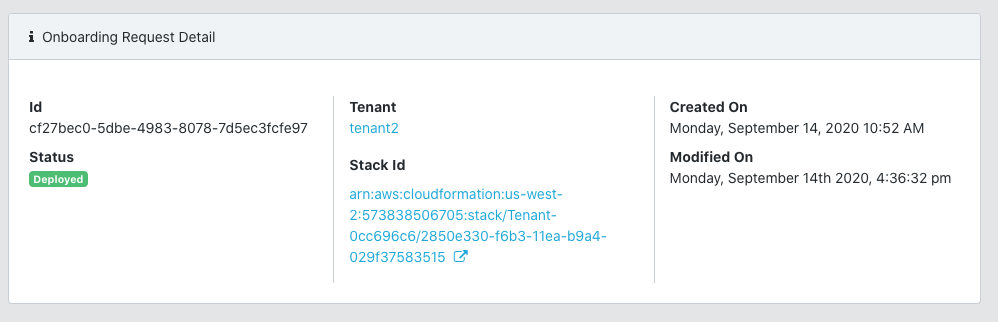 Onboarding Request Detail
Id
cf27bec0-5dbe-4983-8078-7d5ec3fcfe97
Status
Deployed
Tenant
tenant2
Stack Id
arn:aws:cloudformation:us-west-
2:573838506705:stack/Tenant-
0cc696c6/2850e330-f6b3-11ea-b9a4-
029f37583515
Created On
Monday, September 14, 2020 10:52 AM
Modified On
Monday, September 14th 2020, 4:36:32 pm